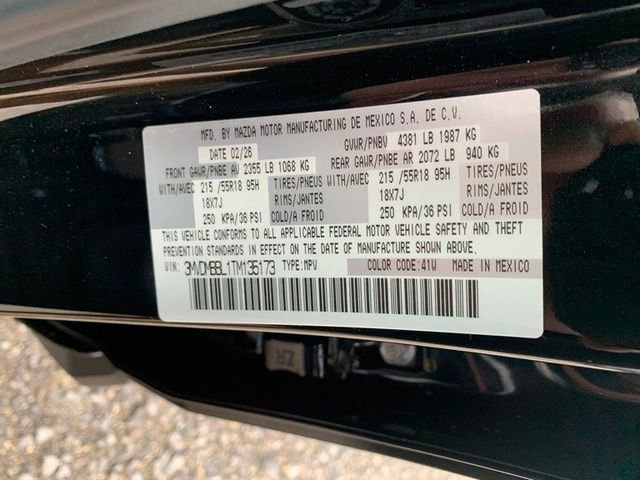 MFD. BY MAZDA MOTOR MANUFACTURING DE MEXICO S.A. DE C.V.
DATE 02/26 GVWR/PNBV 4381 LB 1987 KG
FRONT GAWR/PNBE AV 2355 LB 1068 KG REAR GAWR/PNBE AR 2072 LB 940 KG
WITH/AVEC 215 /55R18 95H TIRES/PNEUS WITH/AVEC 215 /55R18 95H TIRES/PNEUS
18X7J RIMS/JANTES 18X7J RIMS/JANTES
250 KPA/36 PSI COLD/A FROID 250 KPA/36 PSI COLD/A FROID
THIS VEHICLE CONFORMS TO ALL APPLICABLE FEDERAL MOTOR VEHICLE SAFETY AND THEFT
PREVENTION STANDARDS IN EFFECT ON THE DATE OF MANUFACTURE SHOWN ABOVE.
VIN: 3MVDMBBL1TM135173 TYPE:MPV COLOR CODE:41W MADE IN MEXICO
ZR